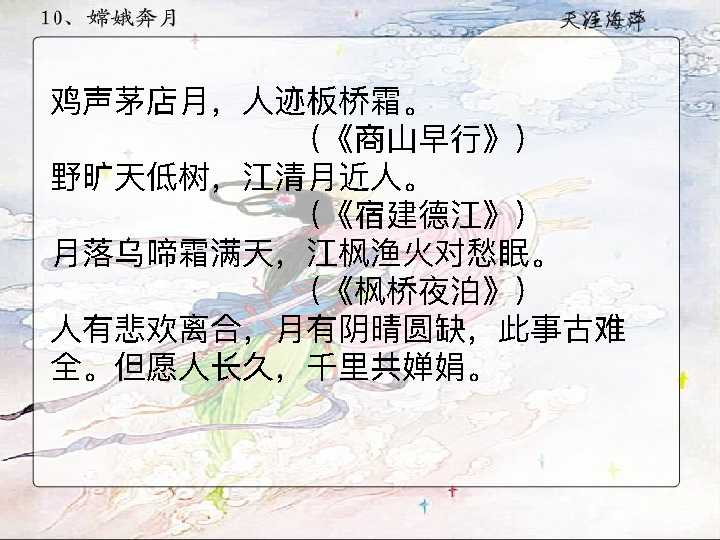 10、嫦娥奔月
天涯海萍
鸡声茅店月，人迹板桥霜。
（《商山早行》）
野旷天低树，江清月近人。
（《宿建德江》）
月落乌啼霜满天，江枫渔火对愁眠。
（《枫桥夜泊》）
人有悲欢离合，月有阴晴圆缺，此事古难
全。但愿人长久，千里共婵娟。